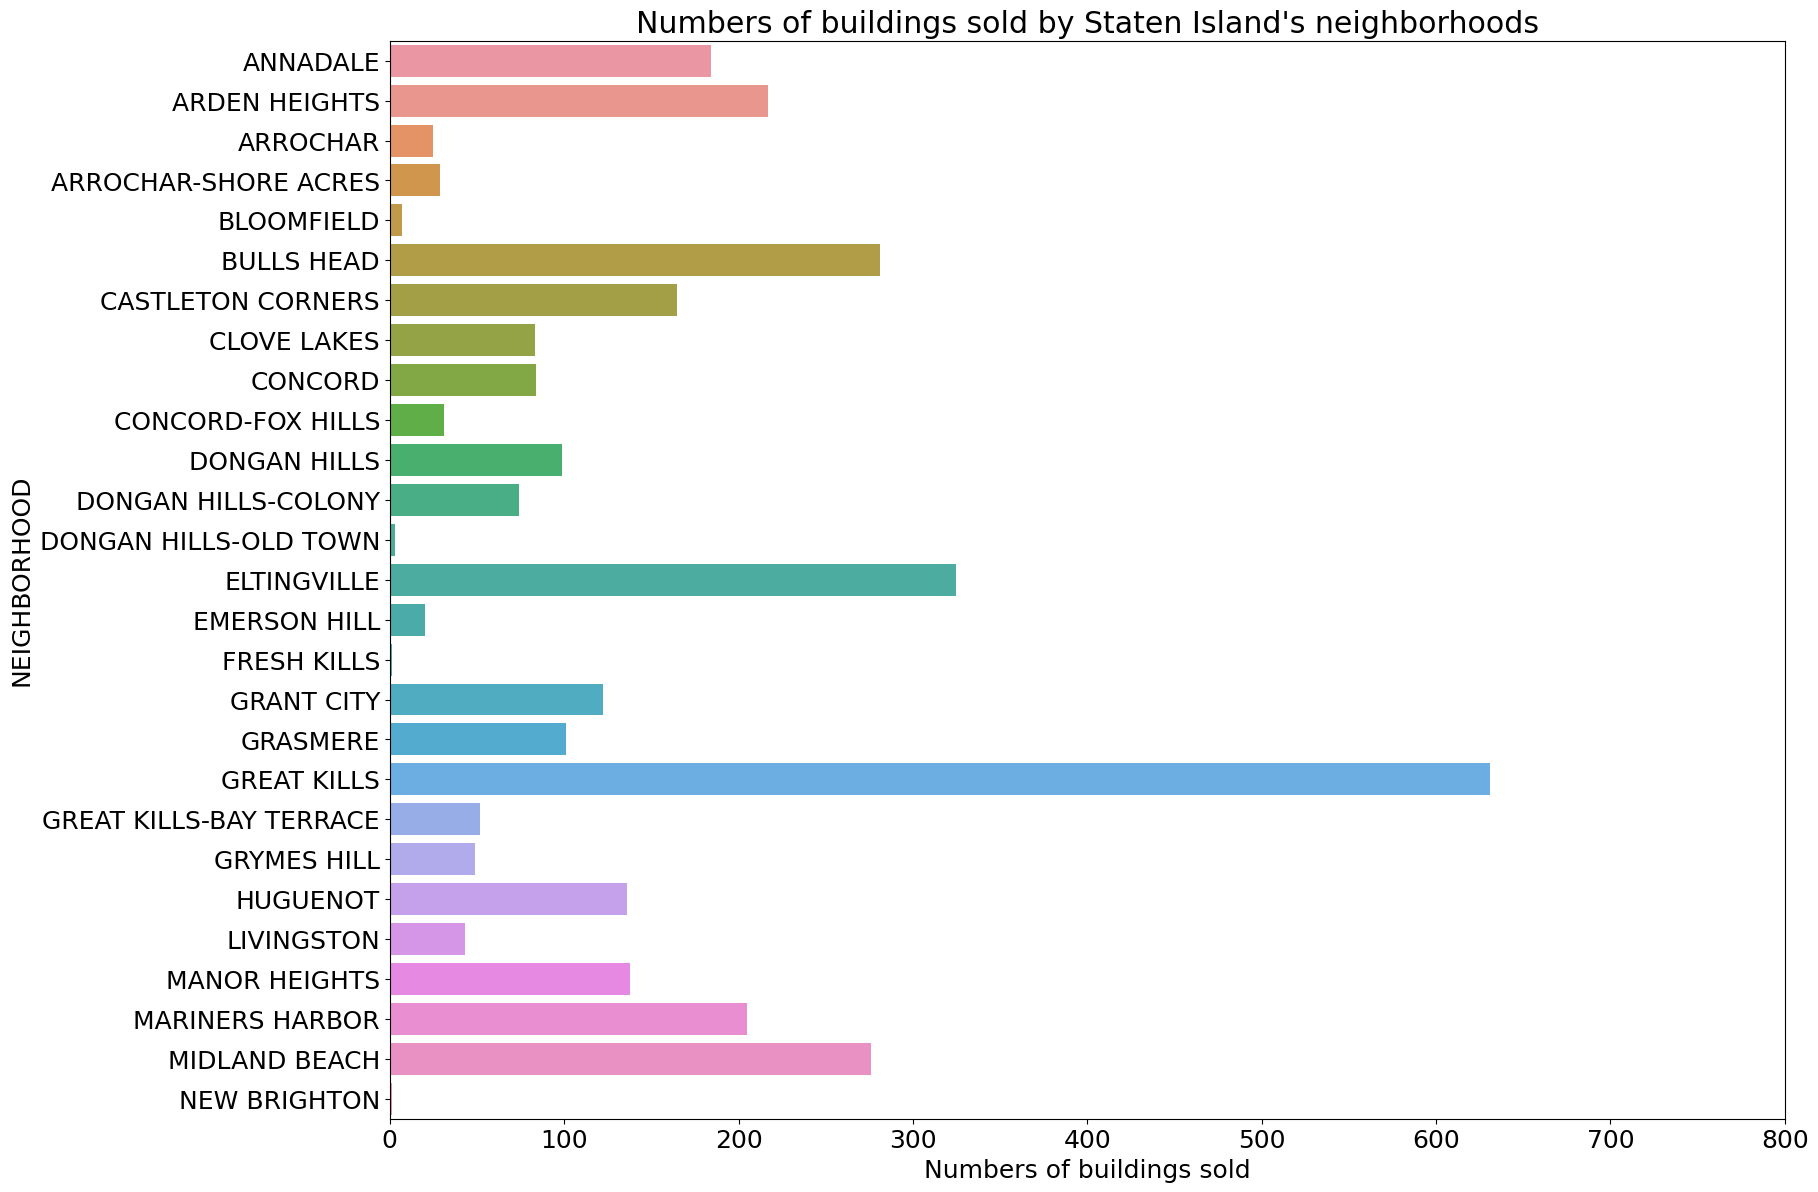 Numbers of buildings sold by Staten Island's neighborhoods
NEIGHBORHOOD
ANNADALE
ARDEN HEIGHTS
ARROCHAR
ARROCHAR-SHORE ACRES
BLOOMFIELD
BULLS HEAD
CASTLETON CORNERS
CLOVE LAKES
CONCORD
CONCORD-FOX HILLS
DONGAN HILLS
DONGAN HILLS-COLONY
DONGAN HILLS-OLD TOWN
ELTINGVILLE
EMERSON HILL
FRESH KILLS
GRANT CITY
GRASMERE
GREAT KILLS
GREAT KILLS-BAY TERRACE
GRYMES HILL
HUGUENOT
LIVINGSTON
MANOR HEIGHTS
MARINERS HARBOR
MIDLAND BEACH
NEW BRIGHTON
0 100 200 300 400 500 600 700 800
Numbers of buildings sold